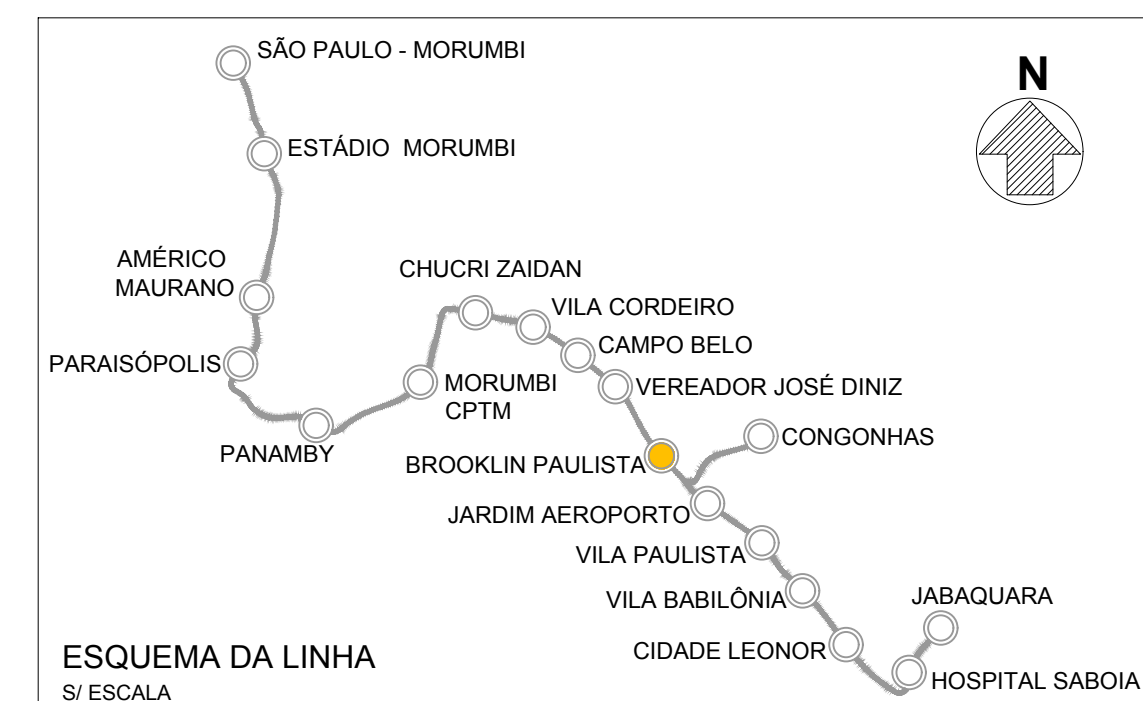 SÃO PAULO - MORUMBI
N
ESTÁDIO MORUMBI
AMÉRICO
MAURANO
CHUCRI ZAIDAN
VILA CORDEIRO
CAMPO BELO
PARAISÓPOLIS
MORUMBI
CPTM
VEREADOR JOSÉ DINIZ
PANAMBY
CONGONHAS
BROOKLIN PAULISTA
JARDIM AEROPORTO
VILA PAULISTA
VILA BABILÔNIA
JABAQUARA
CIDADE LEONOR
HOSPITAL SABOIA
ESQUEMA DA LINHA
S/ ESCALA